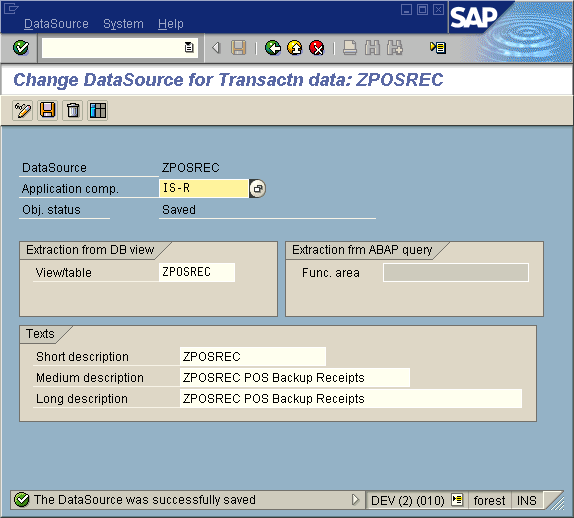 DataSource System Help
SAP
Change DataSource for Transactn data: ZPOSREC
DataSource ZPOSREC
Application comp. IS-R
Obj. status Saved
Extraction from DB view Extraction frm ABAP query
View/table ZPOSREC Func. area
Texts
Short description ZPOSREC
Medium description ZPOSREC POS Backup Receipts
Long description ZPOSREC POS Backup Receipts
The DataSource was successfully saved DEV (2) (010) forest INS